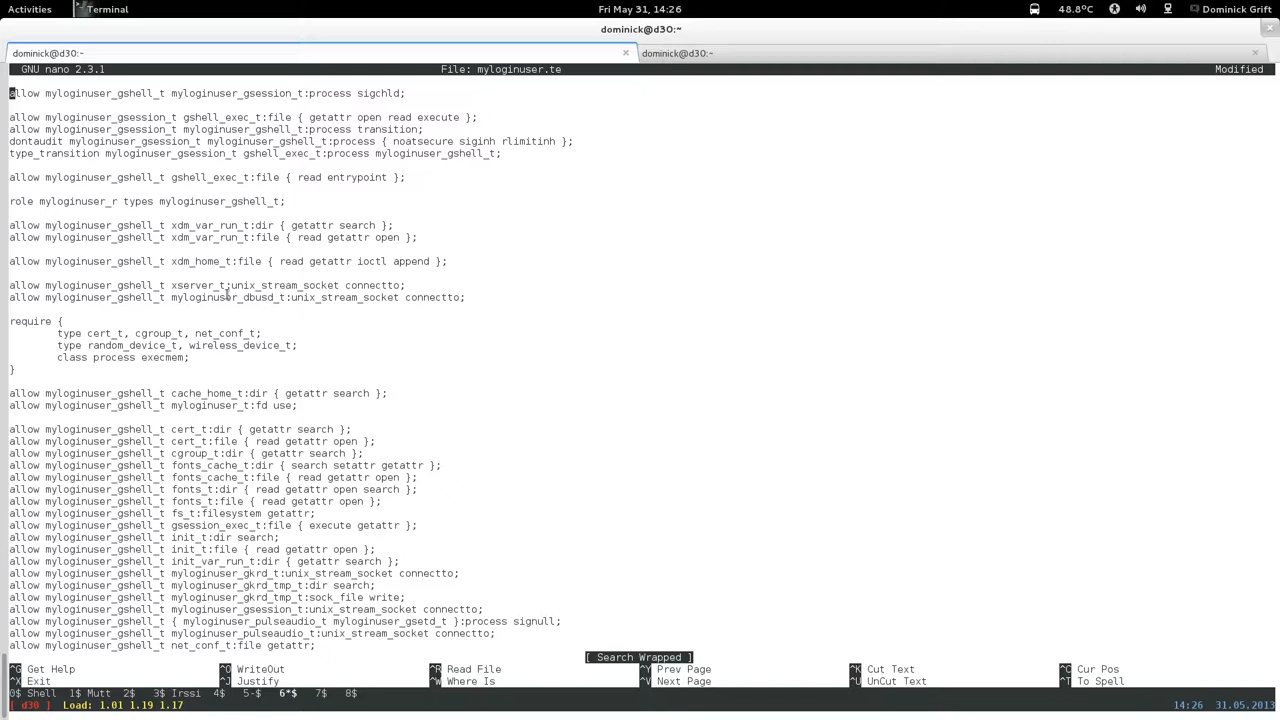 Activities Terminal Fri May 31, 14:26 48.8°C Dominick Grift
dominick@d30:~
dominick@d30:~ dominick@d30:~
GNU nano 2.3.1 File: myloginuser.te Modified
allow myloginuser_gshell_t myloginuser_gsession_t:process sigchld;
allow myloginuser_gsession_t gshell_exec_t:file { getattr open read execute };
allow myloginuser_gsession_t myloginuser_gshell_t:process transition;
dontaudit myloginuser_gsession_t myloginuser_gshell_t:process { noatsecure siginh rlimitinh };
type_transition myloginuser_gsession_t gshell_exec_t:process myloginuser_gshell_t;
allow myloginuser_gshell_t gshell_exec_t:file { read entrypoint };
role myloginuser_r types myloginuser_gshell_t;
allow myloginuser_gshell_t xdm_var_run_t:dir { getattr search };
allow myloginuser_gshell_t xdm_var_run_t:file { read getattr open };
allow myloginuser_gshell_t xdm_home_t:file { read getattr ioctl append };
allow myloginuser_gshell_t xserver_t:unix_stream_socket connectto;
allow myloginuser_gshell_t myloginuser_dbusd_t:unix_stream_socket connectto;
require {
type cert_t, cgroup_t, net_conf_t;
type random_device_t, wireless_device_t;
class process execmem;
}
allow myloginuser_gshell_t cache_home_t:dir { getattr search };
allow myloginuser_gshell_t myloginuser_t:fd use;
allow myloginuser_gshell_t cert_t:dir { getattr search };
allow myloginuser_gshell_t cert_t:file { read getattr open };
allow myloginuser_gshell_t cgroup_t:dir { getattr search };
allow myloginuser_gshell_t fonts_cache_t:dir { search setattr getattr };
allow myloginuser_gshell_t fonts_cache_t:file { read getattr open };
allow myloginuser_gshell_t fonts_t:dir { read getattr open search };
allow myloginuser_gshell_t fonts_t:file { read getattr open };
allow myloginuser_gshell_t fs_t:filesystem getattr;
allow myloginuser_gshell_t gsession_exec_t:file { execute getattr };
allow myloginuser_gshell_t init_t:dir search;
allow myloginuser_gshell_t init_t:file { read getattr open };
allow myloginuser_gshell_t init_var_run_t:dir { getattr search };
allow myloginuser_gshell_t myloginuser_gkrd_t:unix_stream_socket connectto;
allow myloginuser_gshell_t myloginuser_gkrd_tmp_t:dir search;
allow myloginuser_gshell_t myloginuser_gkrd_tmp_t:sock_file write;
allow myloginuser_gshell_t myloginuser_gsession_t:unix_stream_socket connectto;
allow myloginuser_gshell_t { myloginuser_pulseaudio_t myloginuser_gsetd_t }:process signull;
allow myloginuser_gshell_t myloginuser_pulseaudio_t:unix_stream_socket connectto;
allow myloginuser_gshell_t net_conf_t:file getattr;
[ Search Wrapped ]
^G Get Help ^O WriteOut ^R Read File ^Y Prev Page ^K Cut Text ^C Cur Pos
^X Exit ^J Justify ^W Where Is ^V Next Page ^U UnCut Text ^T To Spell
0$ Shell 1$ Mutt 2$ 3$ Irssi 4$ 5-$ 6*$ 7$ 8$
[ d30 ] Load: 1.01 1.19 1.17 14:26 31.05.2013